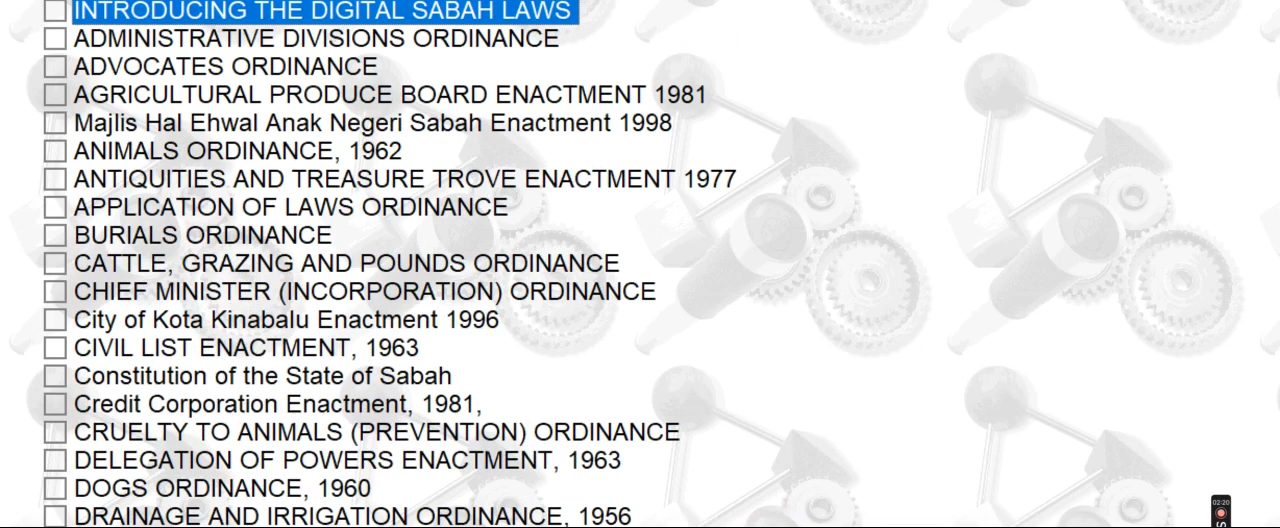 INTRODUCING THE DIGITAL SABAH LAWS
ADMINISTRATIVE DIVISIONS ORDINANCE
ADVOCATES ORDINANCE
AGRICULTURAL PRODUCE BOARD ENACTMENT 1981
Majlis Hal Ehwal Anak Negeri Sabah Enactment 1998
ANIMALS ORDINANCE, 1962
ANTIQUITIES AND TREASURE TROVE ENACTMENT 1977
APPLICATION OF LAWS ORDINANCE
BURIALS ORDINANCE
CATTLE, GRAZING AND POUNDS ORDINANCE
CHIEF MINISTER (INCORPORATION) ORDINANCE
City of Kota Kinabalu Enactment 1996
CIVIL LIST ENACTMENT, 1963
Constitution of the State of Sabah
Credit Corporation Enactment, 1981,
CRUELTY TO ANIMALS (PREVENTION) ORDINANCE
DELEGATION OF POWERS ENACTMENT, 1963
DOGS ORDINANCE, 1960
DRAINAGE AND IRRIGATION ORDINANCE, 1956
02:20